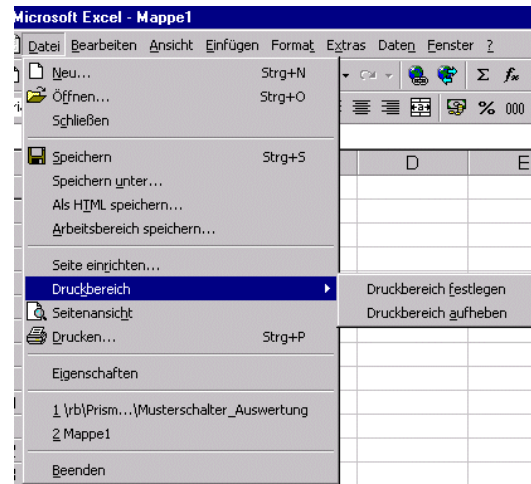 Microsoft Excel - Mappe1
Datei Bearbeiten Ansicht Einfügen Format Extras Daten Fenster ?
Neu... Strg+N
Öffnen... Strg+O
Schließen
Σ fx
% 000
Speichern Strg+S
D E
Speichern unter...
Als HTML speichern...
Arbeitsbereich speichern...
Seite einrichten...
Druckbereich
Druckbereich festlegen
Seitenansicht
Druckbereich aufheben
Drucken... Strg+P
Eigenschaften
1 \rb\Prism...\Musterschalter_Auswertung
2 Mappe1
Beenden